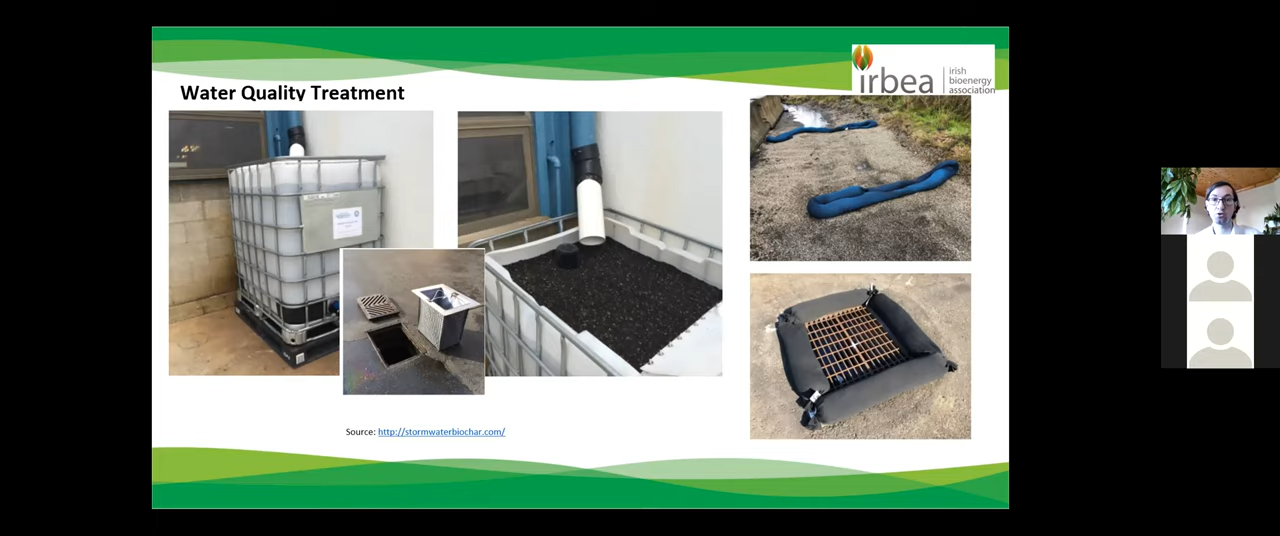 Water Quality Treatment
irbea
irish
bioenergy
association
Source: http://stormwaterbiochar.com/